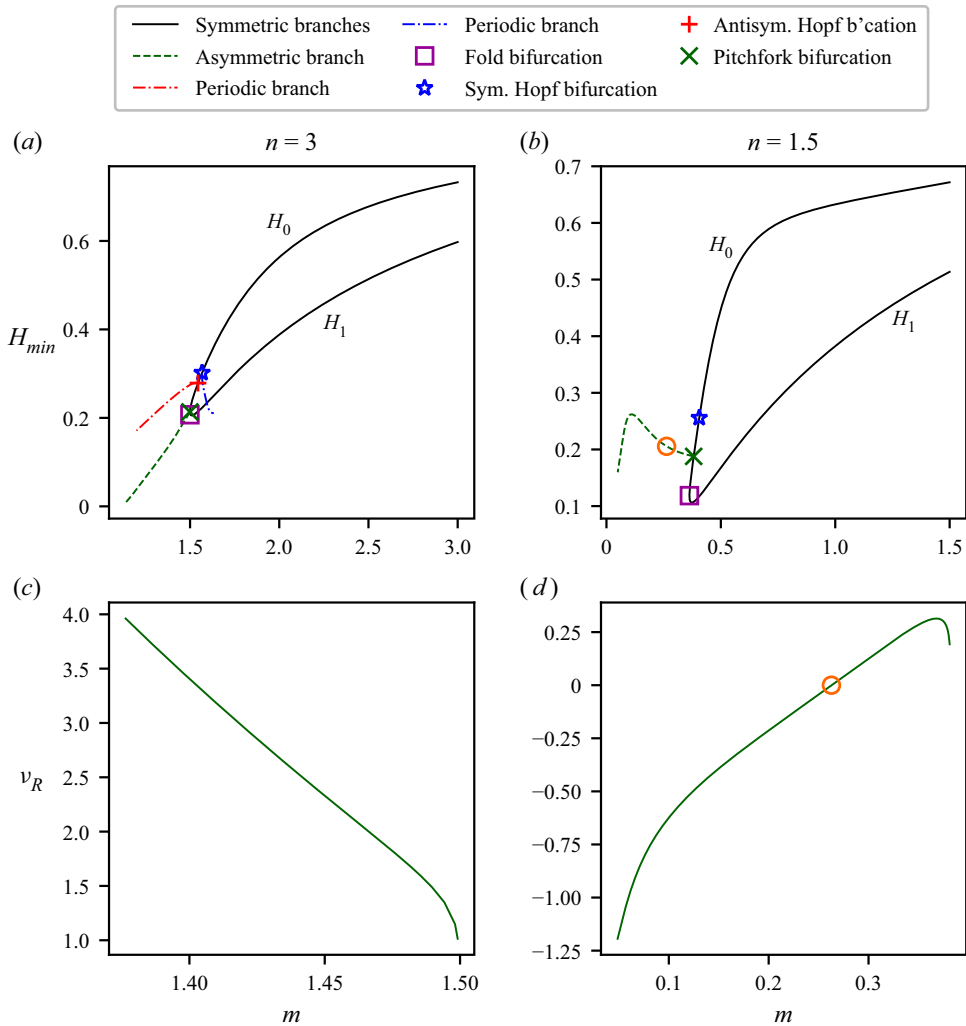 Symmetric branches
Asymmetric branch
Periodic branch
Periodic branch
Fold bifurcation
Sym. Hopf bifurcation
Antisym. Hopf b'cation
Pitchfork bifurcation
(a) n = 3
(b) n = 1.5
H_min
0.6
0.4
0.2
0
H_0
H_1
1.5 2.0 2.5 3.0
0.7
0.6
0.5
0.4
0.3
0.2
0.1
H_0
H_1
0 0.5 1.0 1.5
(c)
(d)
ν_R
4.0
3.5
3.0
2.5
2.0
1.5
1.0
1.40 1.45 1.50
m
0.25
0
−0.25
−0.50
−0.75
−1.00
−1.25
0.1 0.2 0.3
m